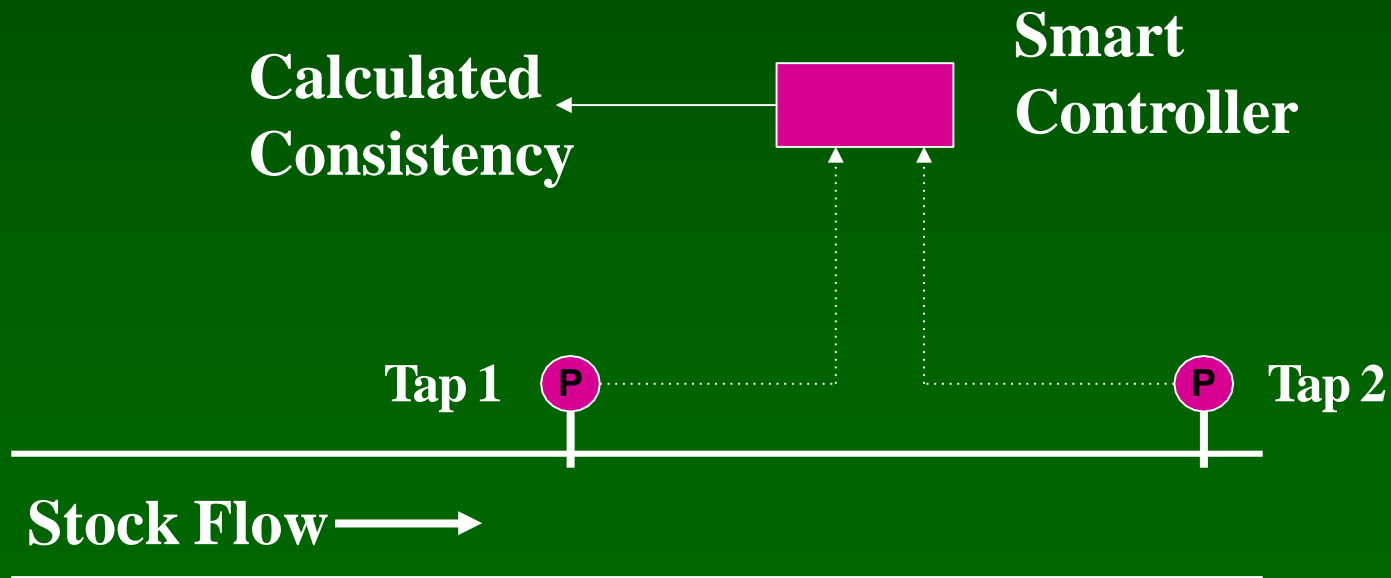 Calculated
Consistency
Smart
Controller
Tap 1
P
P
Tap 2
Stock Flow